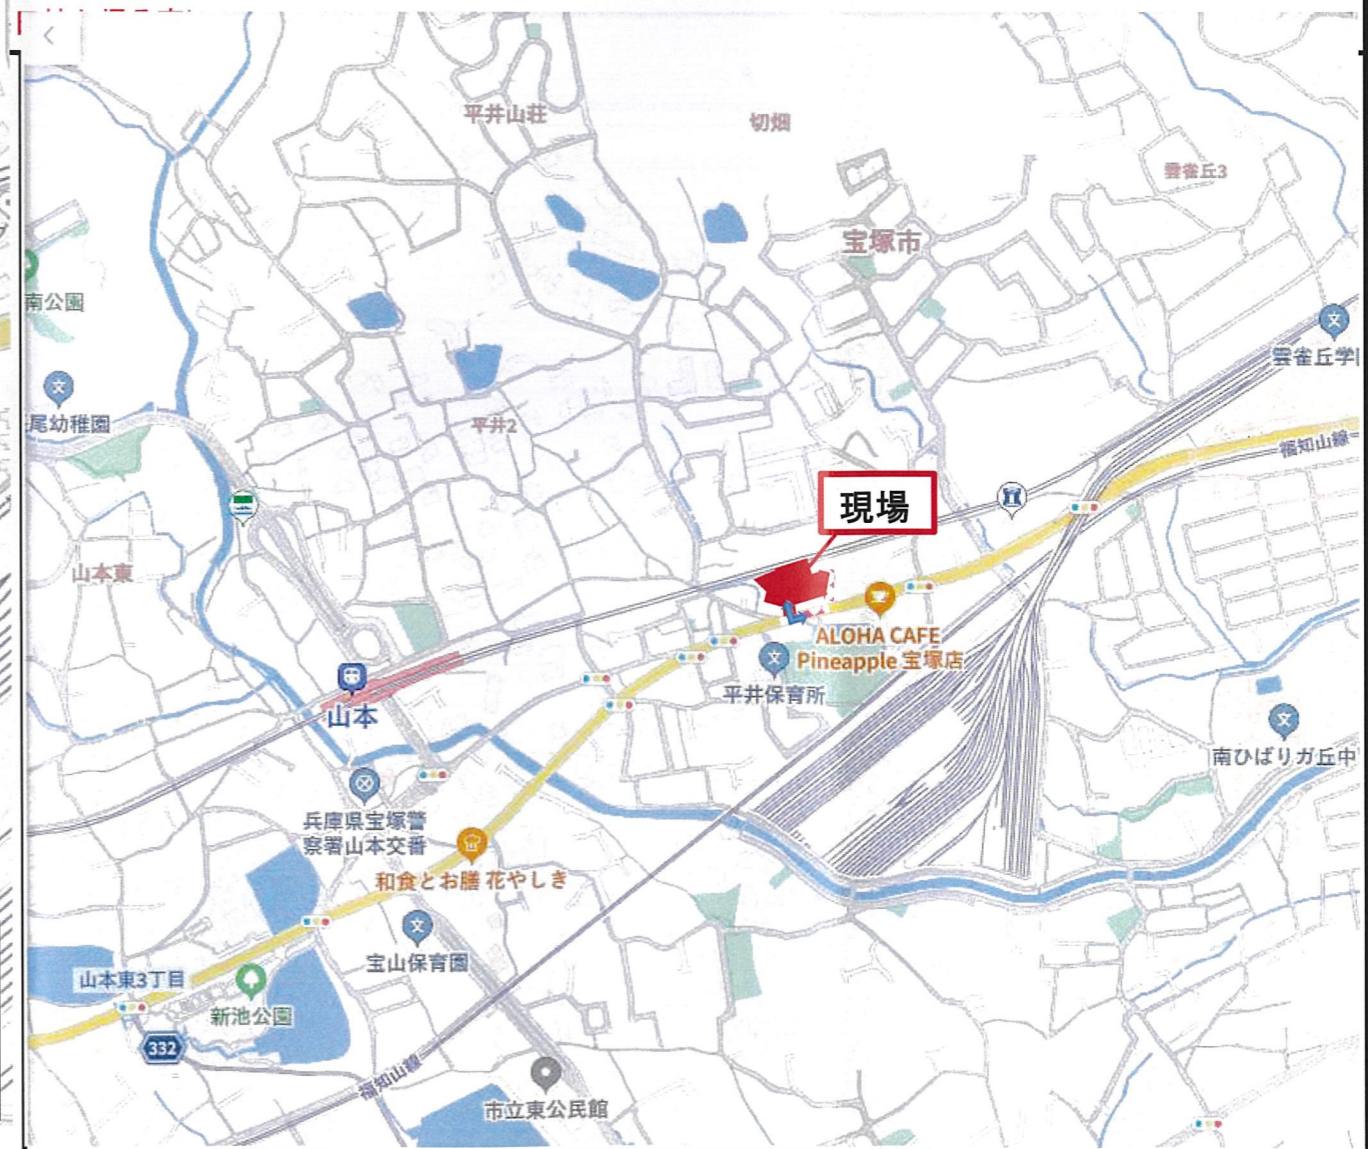 平井山荘
切畑
雲雀丘3
宝塚市
南公園
雲雀丘学
尾幼稚園
平井2
福知山線
現場
山本東
ALOHA CAFE
Pineapple 宝塚店
平井保育所
山本
南ひばりガ丘中
兵庫県宝塚警
察署山本交番
和食とお膳 花やしき
宝山保育園
山本東3丁目
新池公園
332
福知山線
市立東公民館